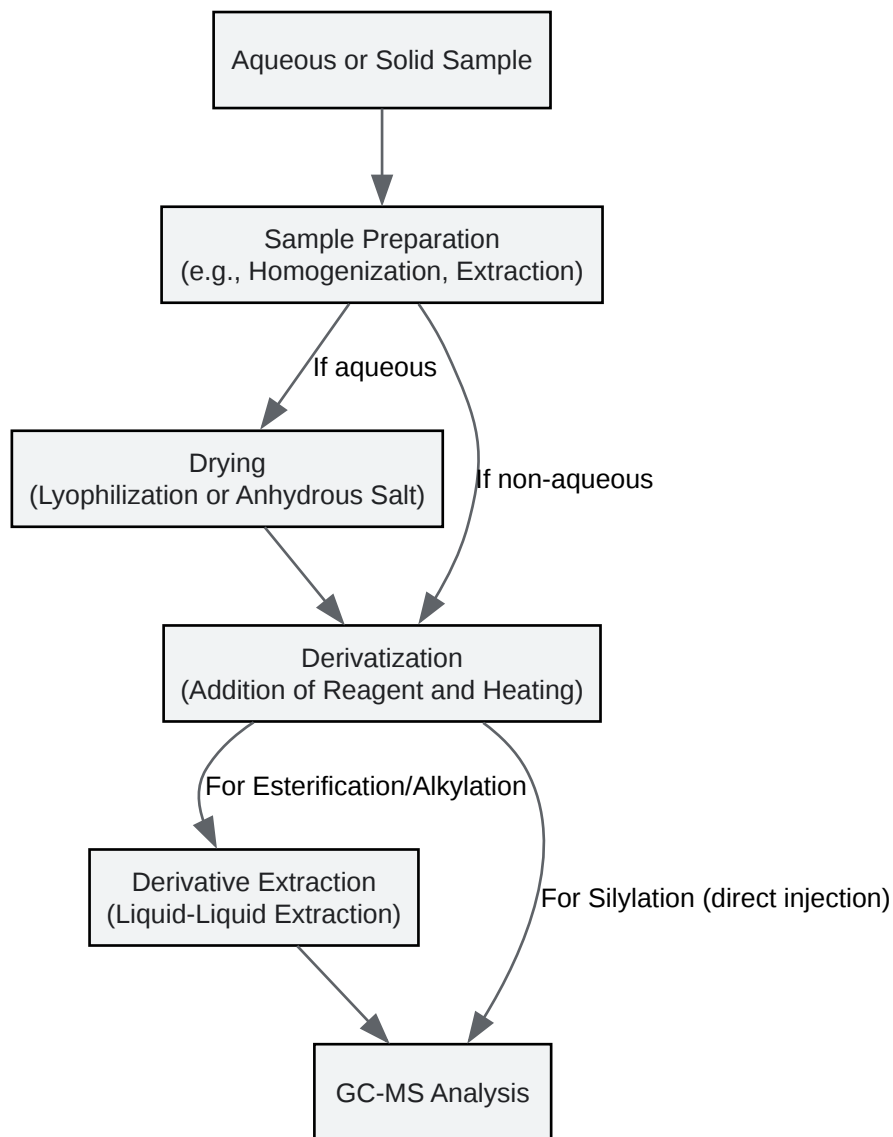 Aqueous or Solid Sample
Sample Preparation
(e.g., Homogenization, Extraction)
If aqueous
Drying
(Lyophilization or Anhydrous Salt)
If non-aqueous
Derivatization
(Addition of Reagent and Heating)
For Esterification/Alkylation
Derivative Extraction
(Liquid-Liquid Extraction)
For Silylation (direct injection)
GC-MS Analysis